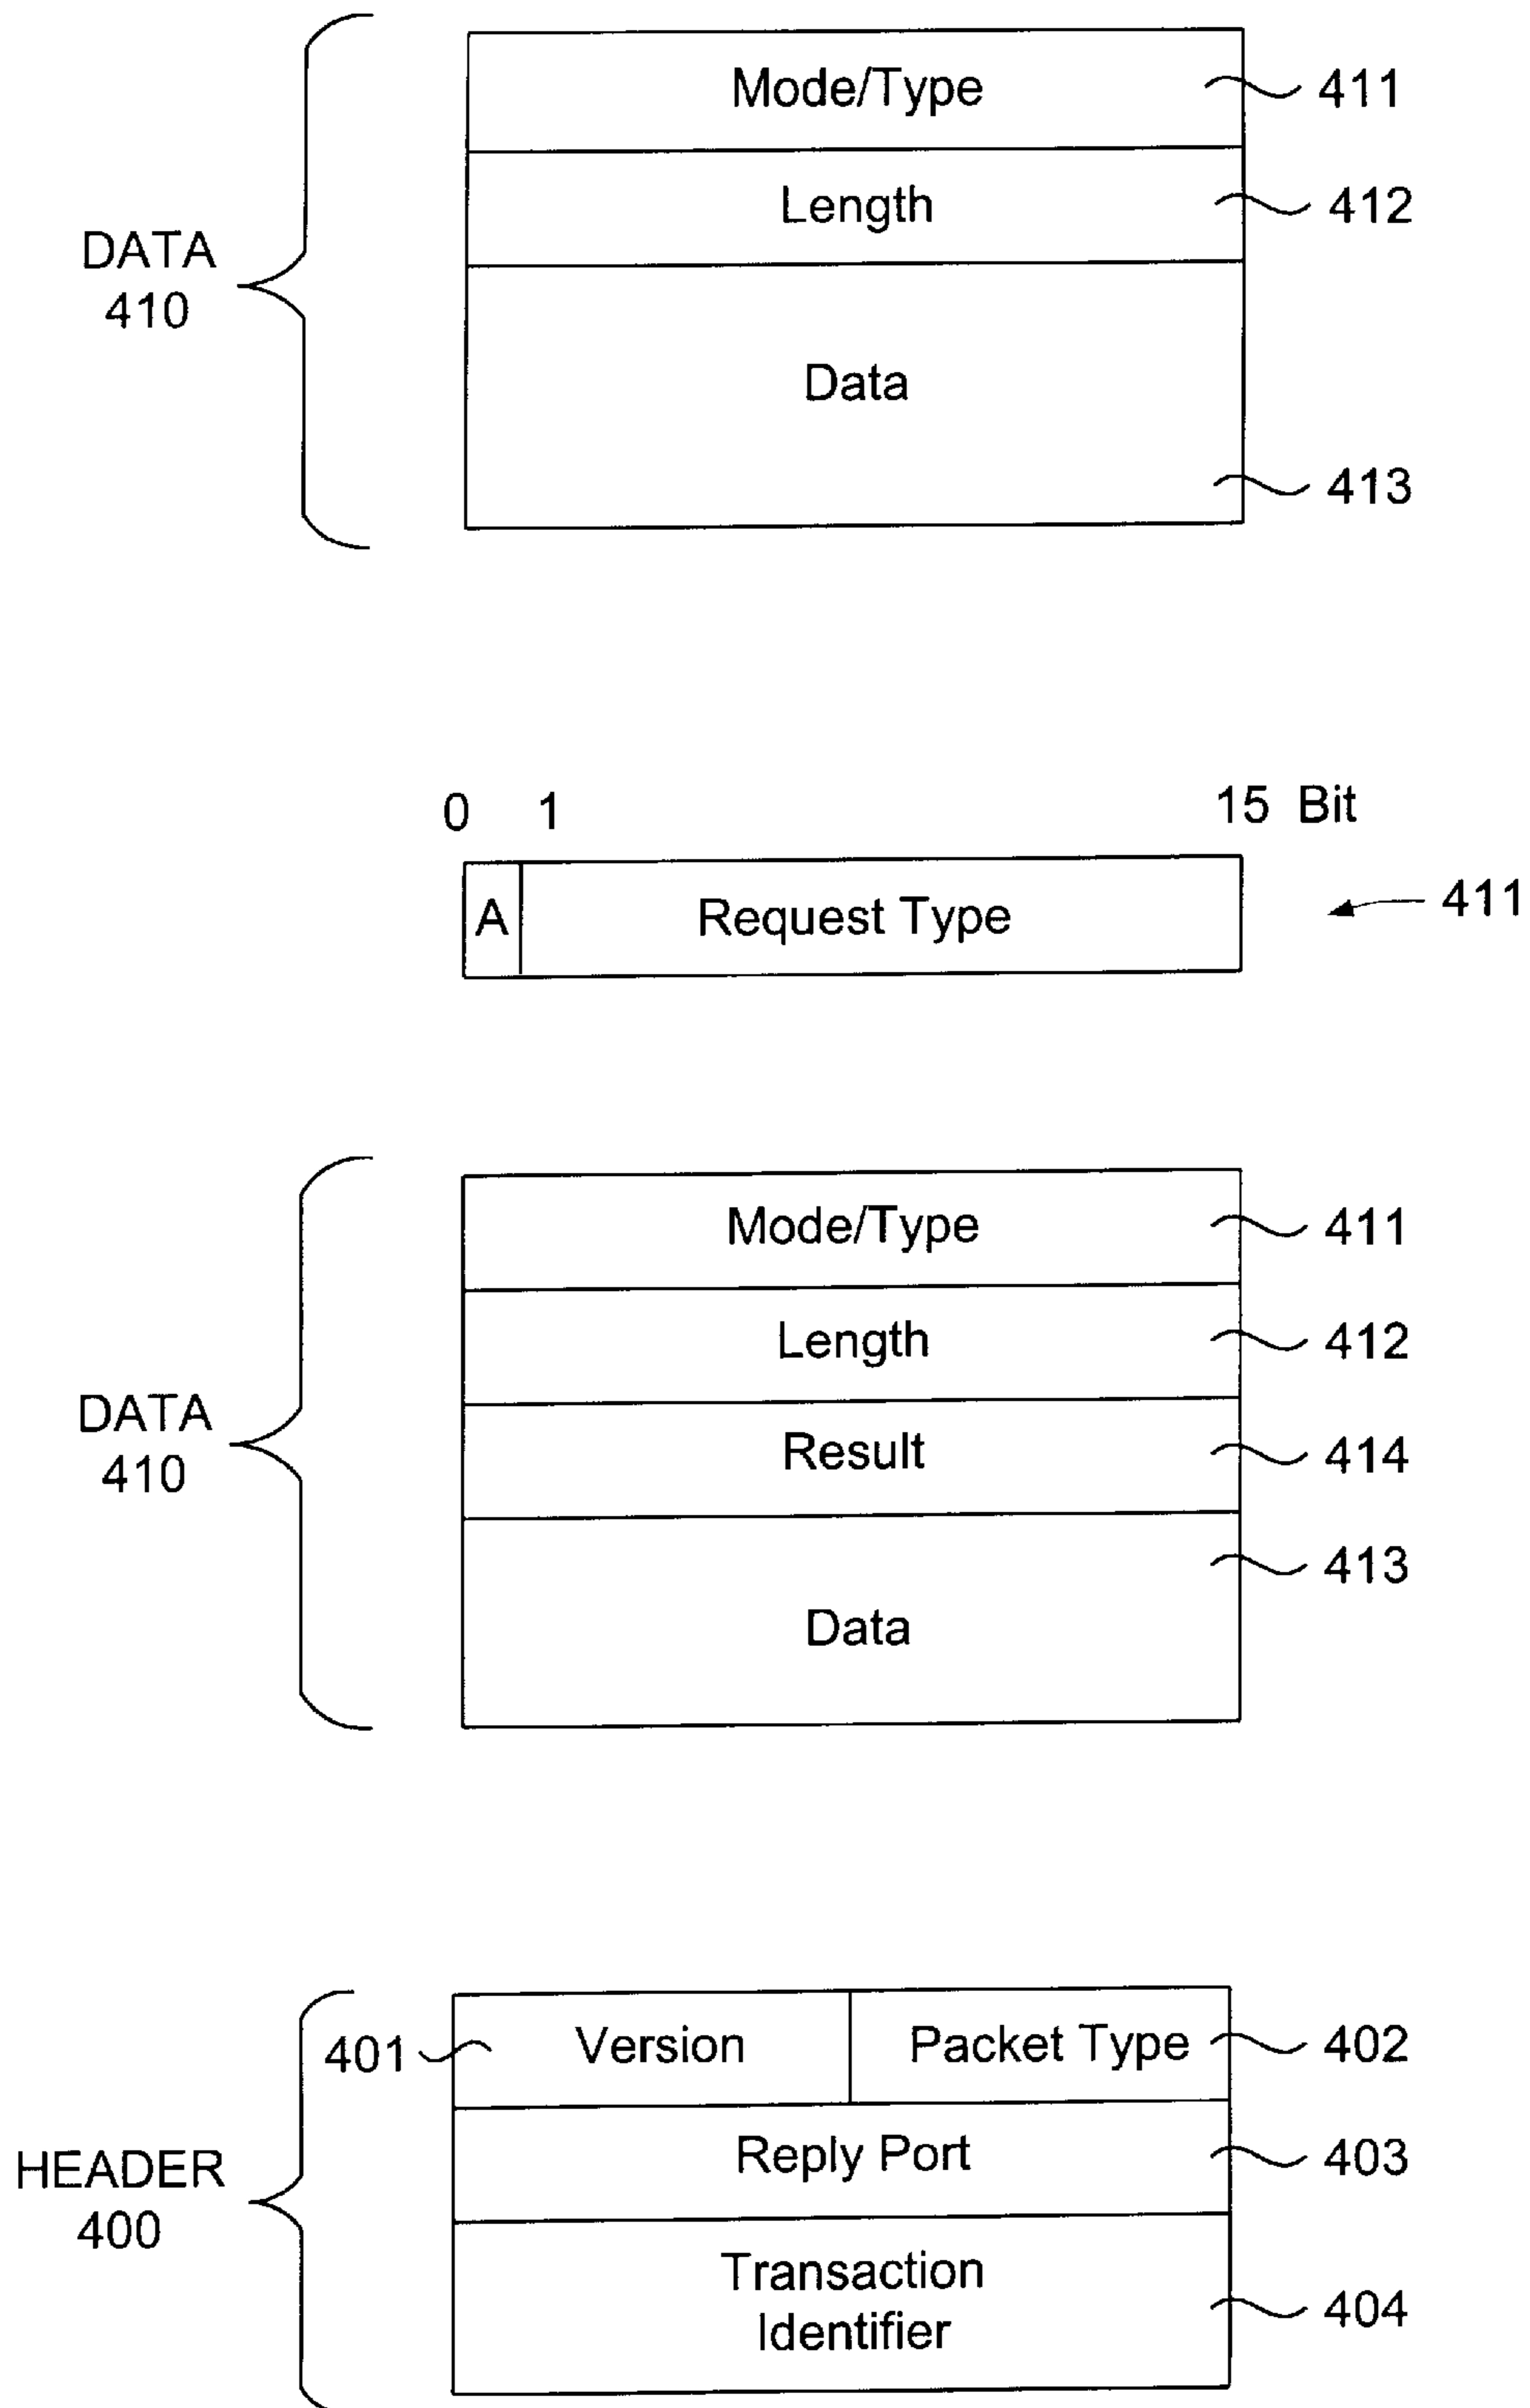 Mode/Type 411
Length 412
DATA
410
Data
413
0 1 15 Bit
A Request Type 411
Mode/Type 411
Length 412
DATA
410
Result 414
413
Data
401 Version Packet Type 402
Reply Port 403
HEADER
400
Transaction
Identifier
404